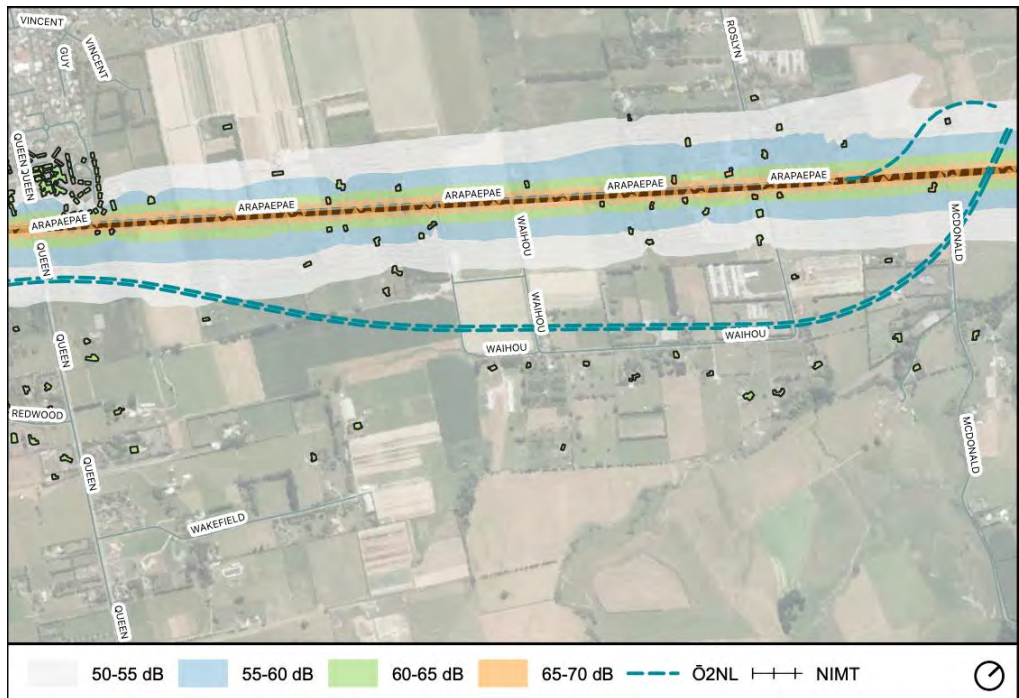 VINCENT
VINCENT
GUY
ROSLYN
QUEEN
QUEEN
ARAPAEPAE
ARAPAEPAE
ARAPAEPAE
ARAPAEPAE
ARAPAEPAE
QUEEN
WAIHOU
MCDONALD
WAIHOU
WAIHOU
WAIHOU
REDWOOD
QUEEN
MCDONALD
WAKEFIELD
QUEEN
50-55 dB 55-60 dB 60-65 dB 65-70 dB Ō2NL NIMT